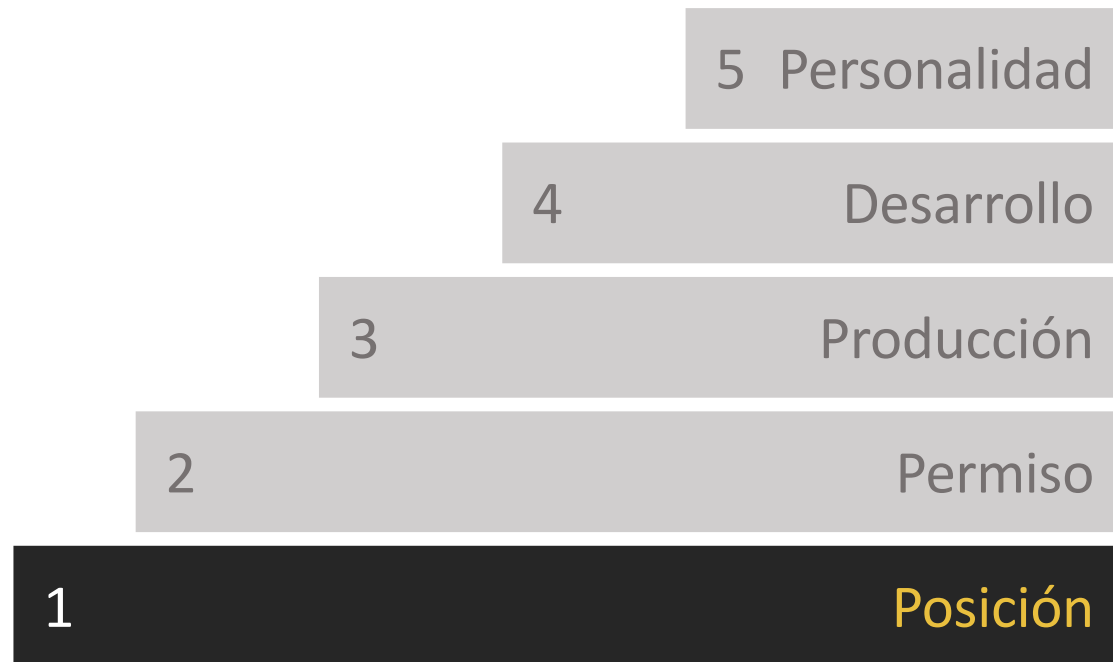 5 Personalidad
4 Desarrollo
3 Producción
2 Permiso
1 Posición